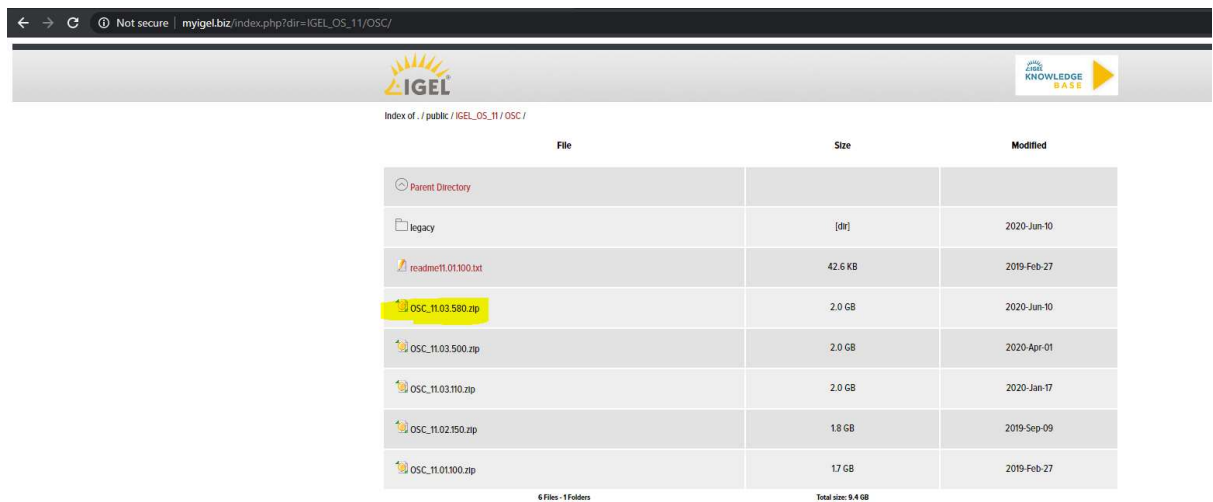 Not secure | myigel.biz/index.php?dir=IGEL_OS_11/OSC/
IGEL
IGEL
KNOWLEDGE
BASE
Index of . / public / IGEL_OS_11 / OSC /
File Size Modified
Parent Directory
legacy [dir] 2020-Jun-10
readme11.01.100.txt 42.6 KB 2019-Feb-27
OSC_11.03.580.zip 2.0 GB 2020-Jun-10
OSC_11.03.500.zip 2.0 GB 2020-Apr-01
OSC_11.03.110.zip 2.0 GB 2020-Jan-17
OSC_11.02.150.zip 1.8 GB 2019-Sep-09
OSC_11.01.100.zip 1.7 GB 2019-Feb-27
6 Files - 1 Folders Total size: 9.4 GB